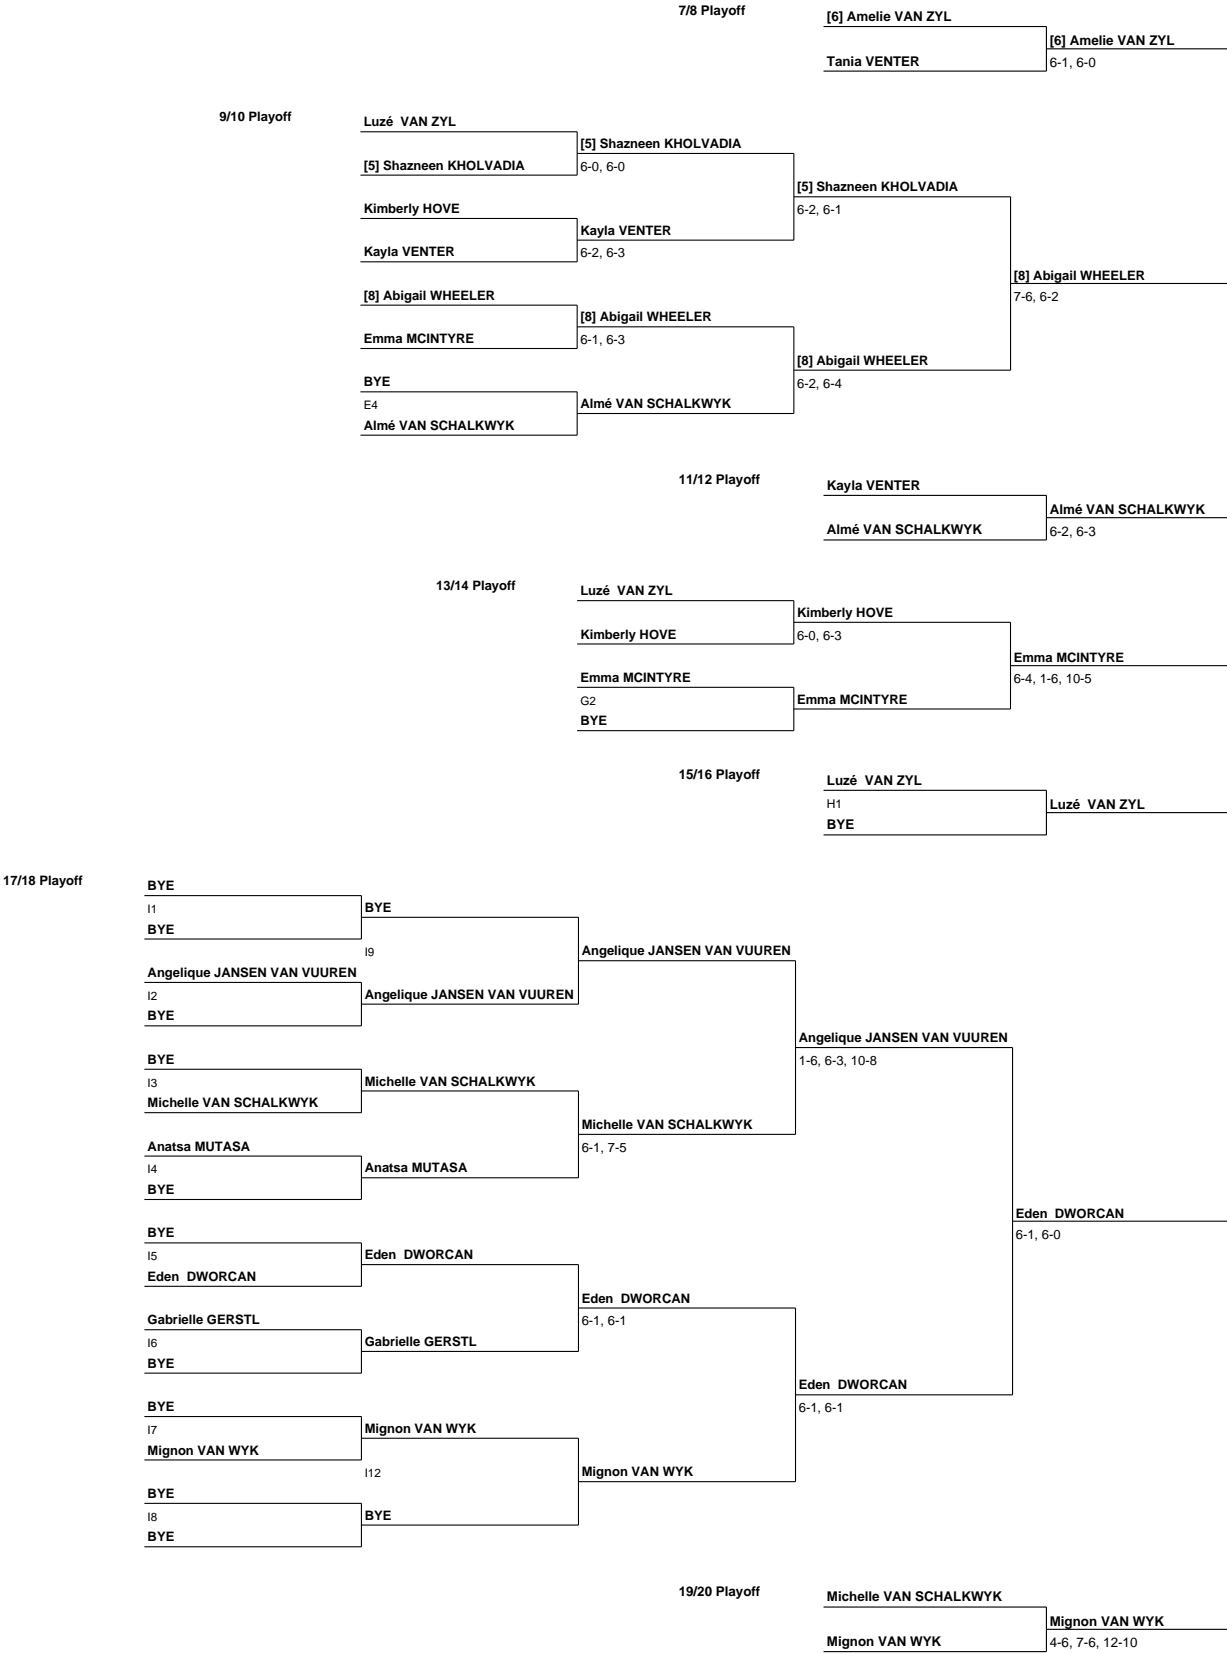 7/8 Playoff
[6] Amelie VAN ZYL
[6] Amelie VAN ZYL
Tania VENTER
6-1, 6-0
9/10 Playoff
Luzé VAN ZYL
[5] Shazneen KHOLVADIA
[5] Shazneen KHOLVADIA
6-0, 6-0
[5] Shazneen KHOLVADIA
6-2, 6-1
Kimberly HOVE
Kayla VENTER
Kayla VENTER
6-2, 6-3
[8] Abigail WHEELER
7-6, 6-2
[8] Abigail WHEELER
[8] Abigail WHEELER
Emma MCINTYRE
6-1, 6-3
[8] Abigail WHEELER
6-2, 6-4
BYE
E4
Almé VAN SCHALKWYK
Almé VAN SCHALKWYK
11/12 Playoff
Kayla VENTER
Almé VAN SCHALKWYK
Almé VAN SCHALKWYK
6-2, 6-3
13/14 Playoff
Luzé VAN ZYL
Kimberly HOVE
Kimberly HOVE
6-0, 6-3
Emma MCINTYRE
6-4, 1-6, 10-5
Emma MCINTYRE
G2
Emma MCINTYRE
BYE
15/16 Playoff
Luzé VAN ZYL
H1
Luzé VAN ZYL
BYE
17/18 Playoff
BYE
I1
BYE
BYE
I9
Angelique JANSEN VAN VUUREN
Angelique JANSEN VAN VUUREN
I2
Angelique JANSEN VAN VUUREN
BYE
Angelique JANSEN VAN VUUREN
1-6, 6-3, 10-8
BYE
I3
Michelle VAN SCHALKWYK
Michelle VAN SCHALKWYK
Michelle VAN SCHALKWYK
6-1, 7-5
Anatsa MUTASA
I4
Anatsa MUTASA
BYE
Eden DWORCAN
6-1, 6-0
BYE
I5
Eden DWORCAN
Eden DWORCAN
Eden DWORCAN
6-1, 6-1
Gabrielle GERSTL
I6
Gabrielle GERSTL
BYE
Eden DWORCAN
6-1, 6-1
BYE
I7
Mignon VAN WYK
Mignon VAN WYK
I12
Mignon VAN WYK
BYE
I8
BYE
BYE
19/20 Playoff
Michelle VAN SCHALKWYK
Mignon VAN WYK
Mignon VAN WYK
4-6, 7-6, 12-10